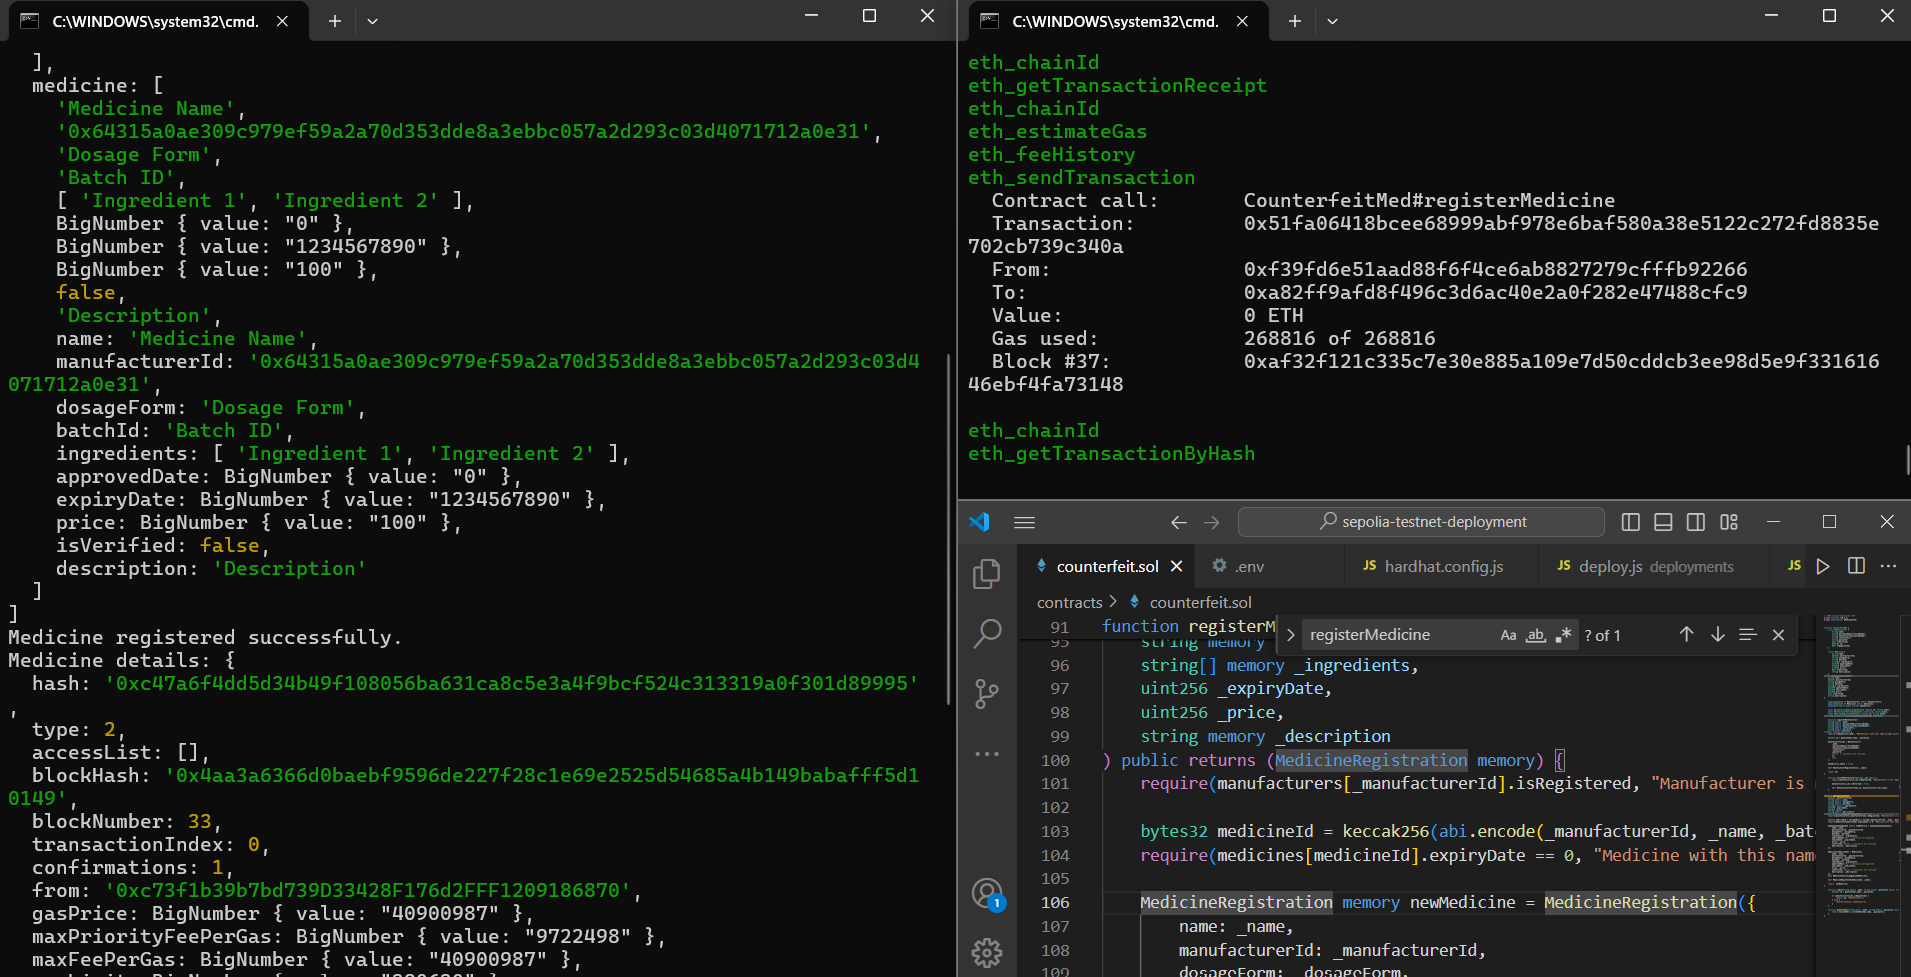 C:\WINDOWS\system32\cmd.
],
medicine: [
'Medicine Name',
'0x64315a0ae309c979ef59a2a70d353dde8a3ebbc057a2d293c03d4071712a0e31',
'Dosage Form',
'Batch ID',
[ 'Ingredient 1', 'Ingredient 2' ],
BigNumber { value: "0" },
BigNumber { value: "1234567890" },
BigNumber { value: "100" },
false,
'Description',
name: 'Medicine Name',
manufacturerId: '0x64315a0ae309c979ef59a2a70d353dde8a3ebbc057a2d293c03d4
071712a0e31',
dosageForm: 'Dosage Form',
batchId: 'Batch ID',
ingredients: [ 'Ingredient 1', 'Ingredient 2' ],
approvedDate: BigNumber { value: "0" },
expiryDate: BigNumber { value: "1234567890" },
price: BigNumber { value: "100" },
isVerified: false,
description: 'Description'
]
]
Medicine registered successfully.
Medicine details: {
hash: '0xc47a6f4dd5d34b49f108056ba631ca8c5e3a4f9bcf524c313319a0f301d89995'
,
type: 2,
accessList: [],
blockHash: '0x4aa3a6366d0baebf9596de227f28c1e69e2525d54685a4b149babafff5d1
0149',
blockNumber: 33,
transactionIndex: 0,
confirmations: 1,
from: '0xc73f1b39b7bd739D33428F176d2FFF1209186870',
gasPrice: BigNumber { value: "40900987" },
maxPriorityFeePerGas: BigNumber { value: "9722498" },
maxFeePerGas: BigNumber { value: "40900987" },
C:\WINDOWS\system32\cmd.
eth_chainId
eth_getTransactionReceipt
eth_chainId
eth_estimateGas
eth_feeHistory
eth_sendTransaction
Contract call: CounterfeitMed#registerMedicine
Transaction: 0x51fa06418bcee68999abf978e6baf580a38e5122c272fd8835e
702cb739c340a
From: 0xf39fd6e51aad88f6f4ce6ab8827279cfffb92266
To: 0xa82ff9afd8f496c3d6ac40e2a0f282e47488cfc9
Value: 0 ETH
Gas used: 268816 of 268816
Block #37: 0xaf32f121c335c7e30e885a109e7d50cddcb3ee98d5e9f331616
46ebf4fa73148
eth_chainId
eth_getTransactionByHash
sepolia-testnet-deployment
counterfeit.sol .env JS hardhat.config.js JS deploy.js deployments JS
contracts > counterfeit.sol
registerMedicine Aa ab .* ? of 1
91 function registerM
95 string memory
96 string[] memory _ingredients,
97 uint256 _expiryDate,
98 uint256 _price,
99 string memory _description
100 ) public returns (MedicineRegistration memory) {
101 require(manufacturers[_manufacturerId].isRegistered, "Manufacturer is
102
103 bytes32 medicineId = keccak256(abi.encode(_manufacturerId, _name, _bat
104 require(medicines[medicineId].expiryDate == 0, "Medicine with this nam
105
106 MedicineRegistration memory newMedicine = MedicineRegistration({
107 name: _name,
108 manufacturerId: _manufacturerId,
109 dosageForm: _dosageForm,
1